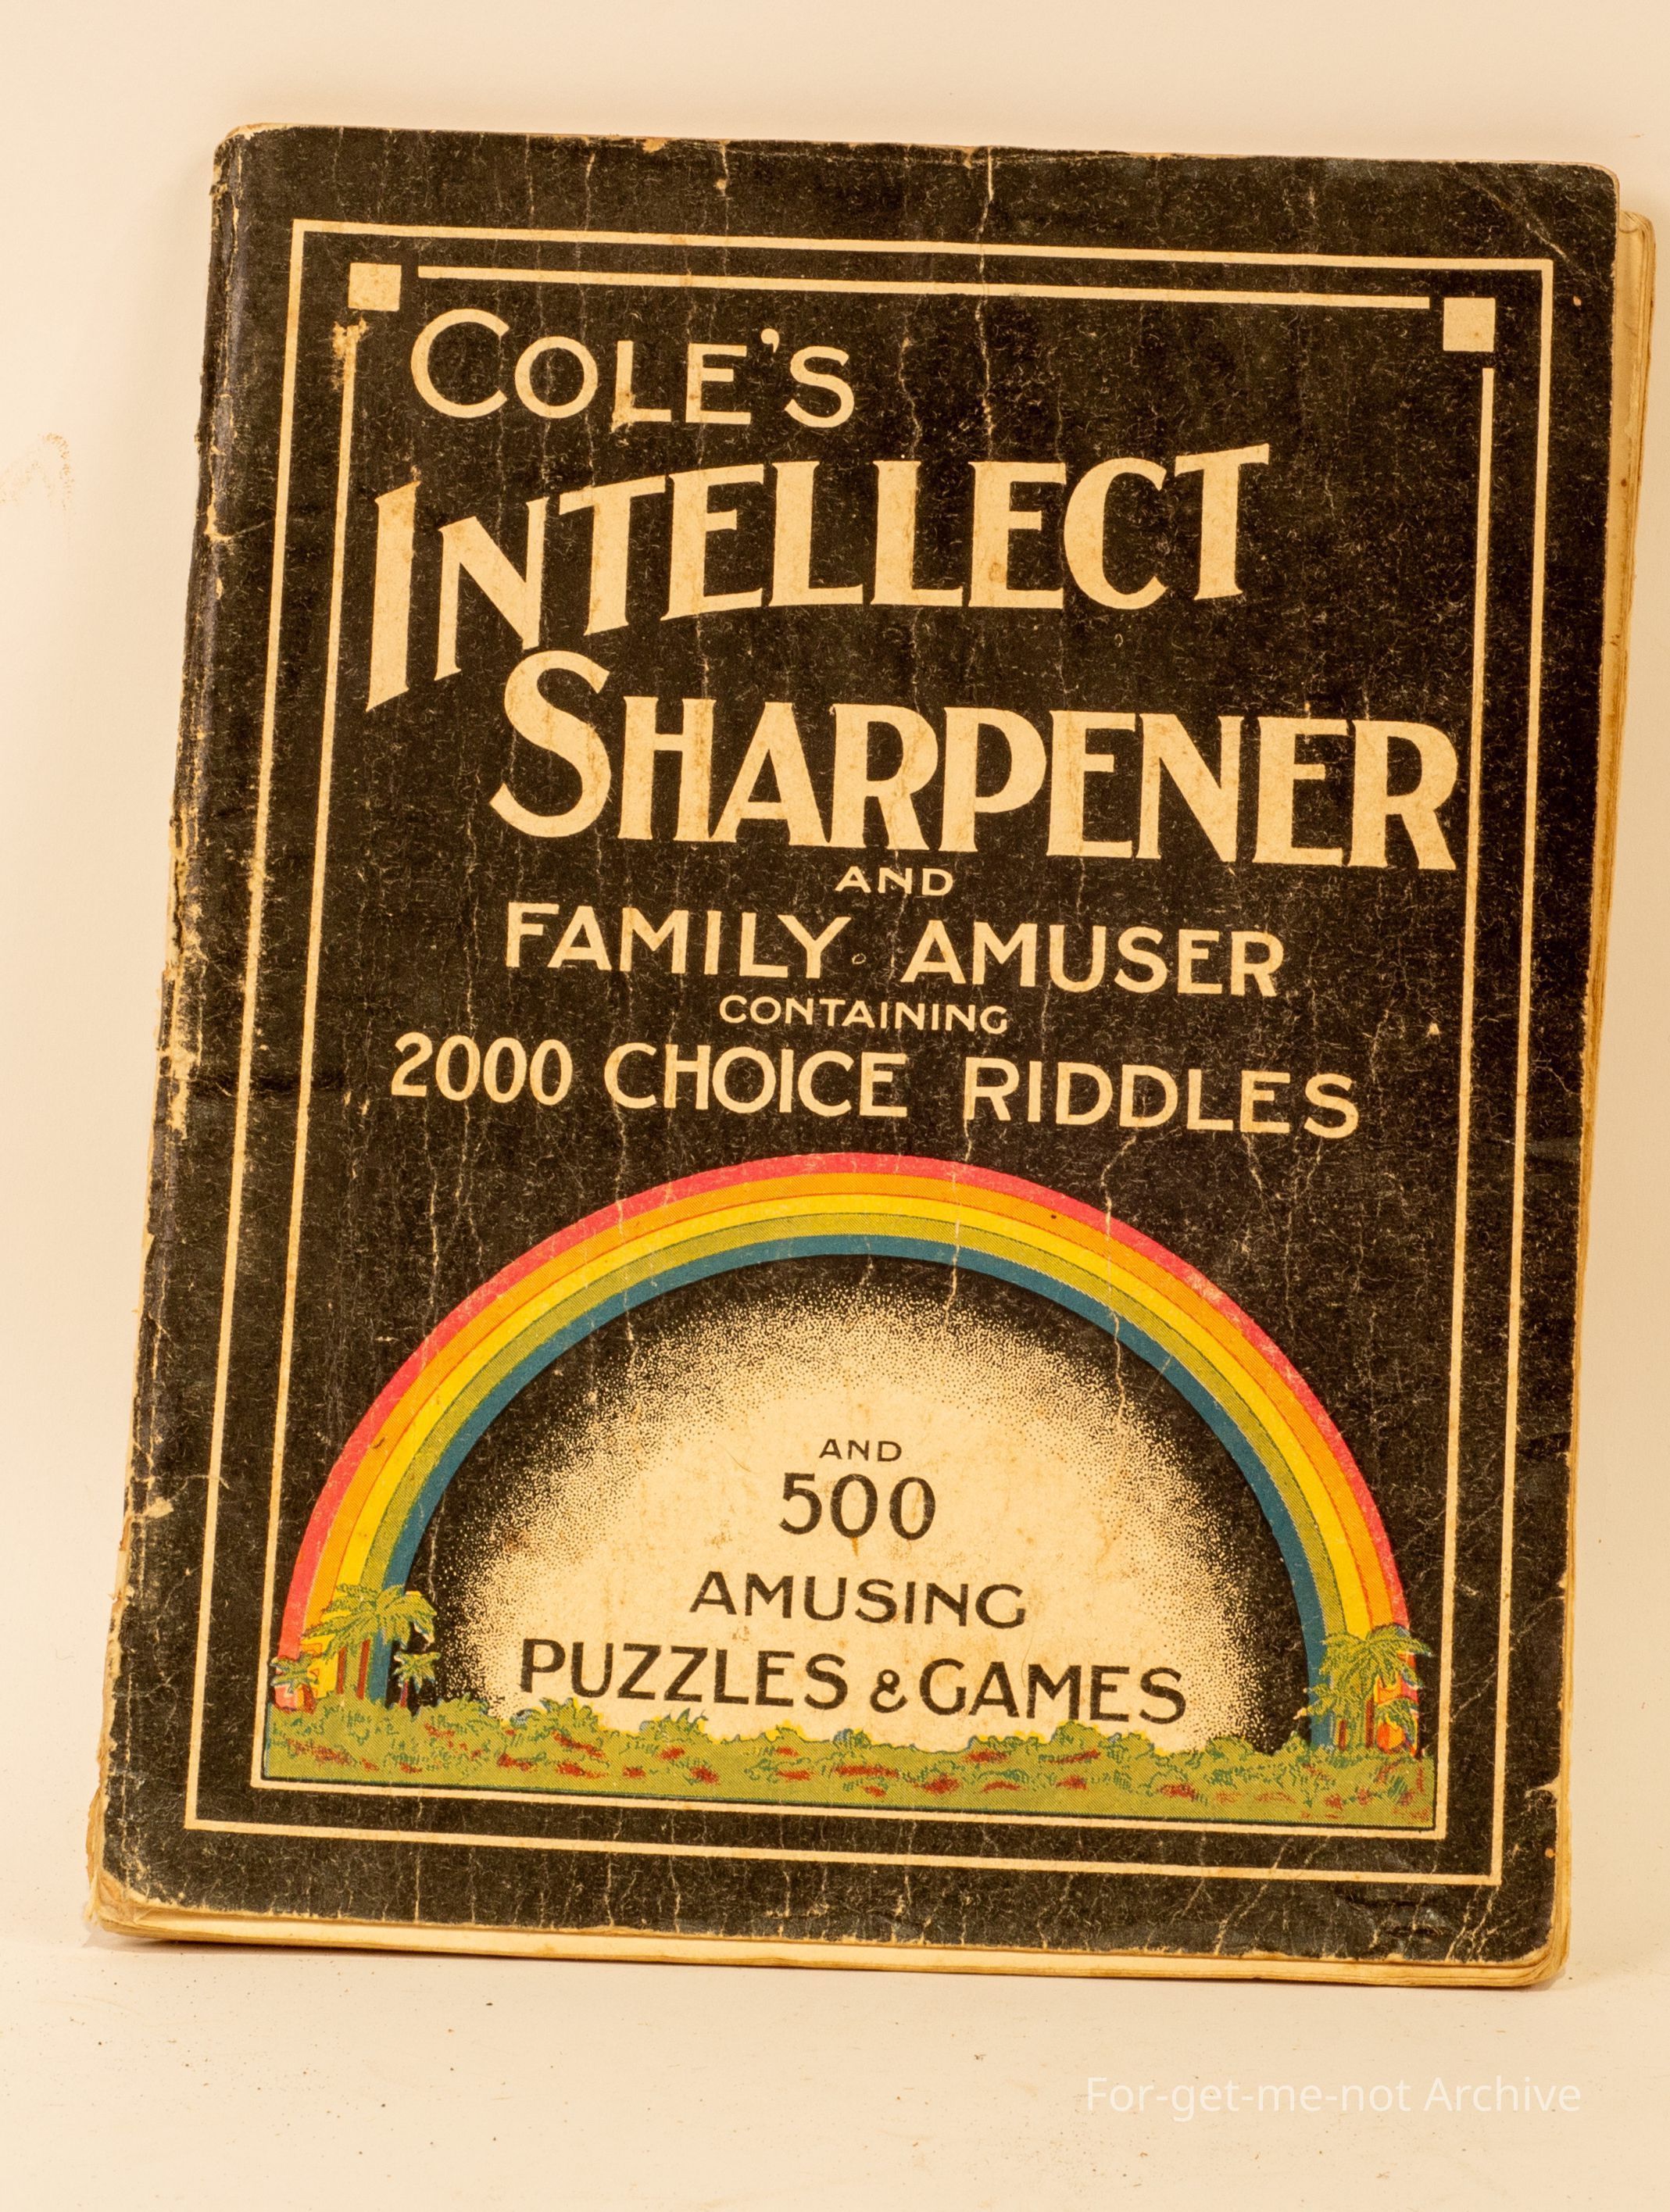 COLE'S
INTELLECT
SHARPENER
AND
FAMILY AMUSER
CONTAINING
2000 CHOICE RIDDLES
AND
500
AMUSING
PUZZLES & GAMES
For-get-me-not Archive